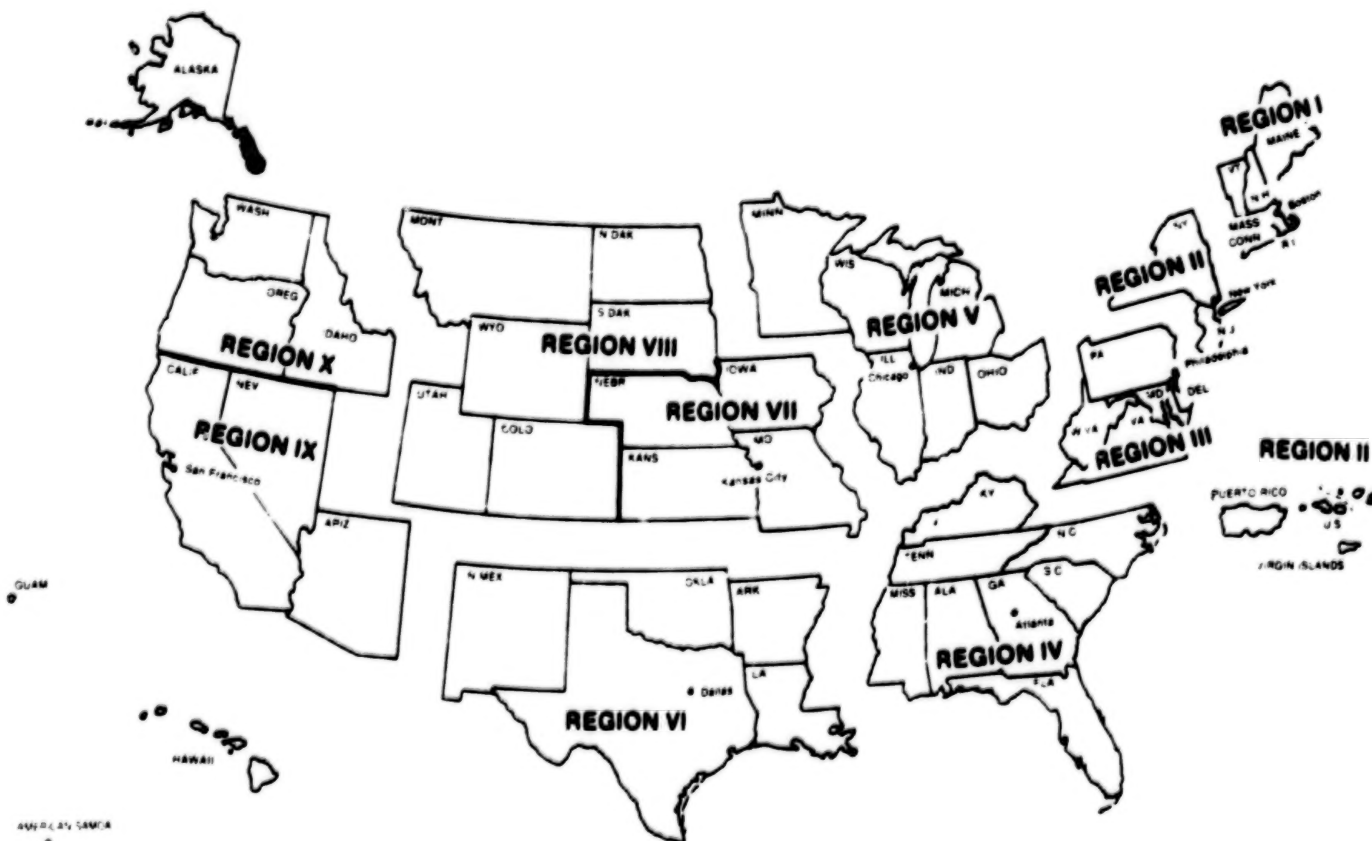 ALASKA
REGION I
MAINE
VT
N H
Boston
MASS
CONN
R I
NY
REGION II
New York
N J
WASH
MONT
N DAK
MINN
WIS
MICH
REGION V
OREG
DAHO
REGION X
WYO
S DAK
REGION VIII
PA
Philadelphia
CALIF
NEV
UTAH
NEBR
IOWA
REGION VII
ILL
Chicago
IND
OHIO
MD
DEL
W VA
VA
REGION III
REGION IX
San Francisco
COLO
KANS
MO
Kansas City
KY
REGION II
PUERTO RICO
U S
VIRGIN ISLANDS
ARIZ
TENN
N C
S C
GUAM
N MEX
OKLA
ARK
MISS
ALA
GA
Atlanta
REGION IV
LA
Dallas
REGION VI
FLA
HAWAII
AMERICAN SAMOA